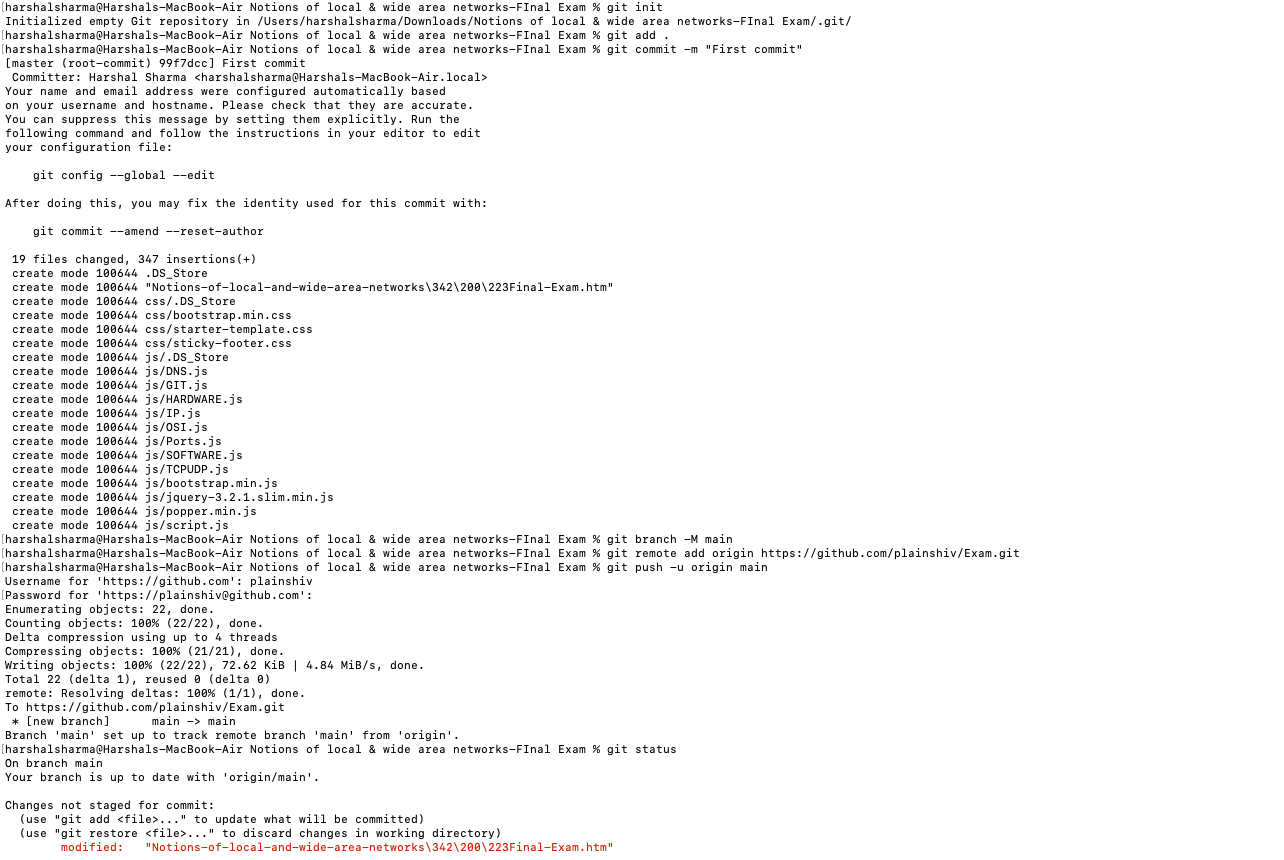 [harshalsharma@Harshals-MacBook-Air Notions of local & wide area networks-FInal Exam % git init
Initialized empty Git repository in /Users/harshalsharma/Downloads/Notions of local & wide area networks-FInal Exam/.git/
[harshalsharma@Harshals-MacBook-Air Notions of local & wide area networks-FInal Exam % git add .
[harshalsharma@Harshals-MacBook-Air Notions of local & wide area networks-FInal Exam % git commit -m "First commit"
[master (root-commit) 99f7dcc] First commit
 Committer: Harshal Sharma <harshalsharma@Harshals-MacBook-Air.local>
Your name and email address were configured automatically based
on your username and hostname. Please check that they are accurate.
You can suppress this message by setting them explicitly. Run the
following command and follow the instructions in your editor to edit
your configuration file:

    git config --global --edit

After doing this, you may fix the identity used for this commit with:

    git commit --amend --reset-author

 19 files changed, 347 insertions(+)
 create mode 100644 .DS_Store
 create mode 100644 "Notions-of-local-and-wide-area-networks\342\200\223Final-Exam.htm"
 create mode 100644 css/.DS_Store
 create mode 100644 css/bootstrap.min.css
 create mode 100644 css/starter-template.css
 create mode 100644 css/sticky-footer.css
 create mode 100644 js/.DS_Store
 create mode 100644 js/DNS.js
 create mode 100644 js/GIT.js
 create mode 100644 js/HARDWARE.js
 create mode 100644 js/IP.js
 create mode 100644 js/OSI.js
 create mode 100644 js/Ports.js
 create mode 100644 js/SOFTWARE.js
 create mode 100644 js/TCPUDP.js
 create mode 100644 js/bootstrap.min.js
 create mode 100644 js/jquery-3.2.1.slim.min.js
 create mode 100644 js/popper.min.js
 create mode 100644 js/script.js
[harshalsharma@Harshals-MacBook-Air Notions of local & wide area networks-FInal Exam % git branch -M main
[harshalsharma@Harshals-MacBook-Air Notions of local & wide area networks-FInal Exam % git remote add origin https://github.com/plainshiv/Exam.git
[harshalsharma@Harshals-MacBook-Air Notions of local & wide area networks-FInal Exam % git push -u origin main
Username for 'https://github.com': plainshiv
[Password for 'https://plainshiv@github.com':
Enumerating objects: 22, done.
Counting objects: 100% (22/22), done.
Delta compression using up to 4 threads
Compressing objects: 100% (21/21), done.
Writing objects: 100% (22/22), 72.62 KiB | 4.84 MiB/s, done.
Total 22 (delta 1), reused 0 (delta 0)
remote: Resolving deltas: 100% (1/1), done.
To https://github.com/plainshiv/Exam.git
 * [new branch]      main -> main
Branch 'main' set up to track remote branch 'main' from 'origin'.
[harshalsharma@Harshals-MacBook-Air Notions of local & wide area networks-FInal Exam % git status
On branch main
Your branch is up to date with 'origin/main'.

Changes not staged for commit:
  (use "git add <file>..." to update what will be committed)
  (use "git restore <file>..." to discard changes in working directory)
        modified:   "Notions-of-local-and-wide-area-networks\342\200\223Final-Exam.htm"